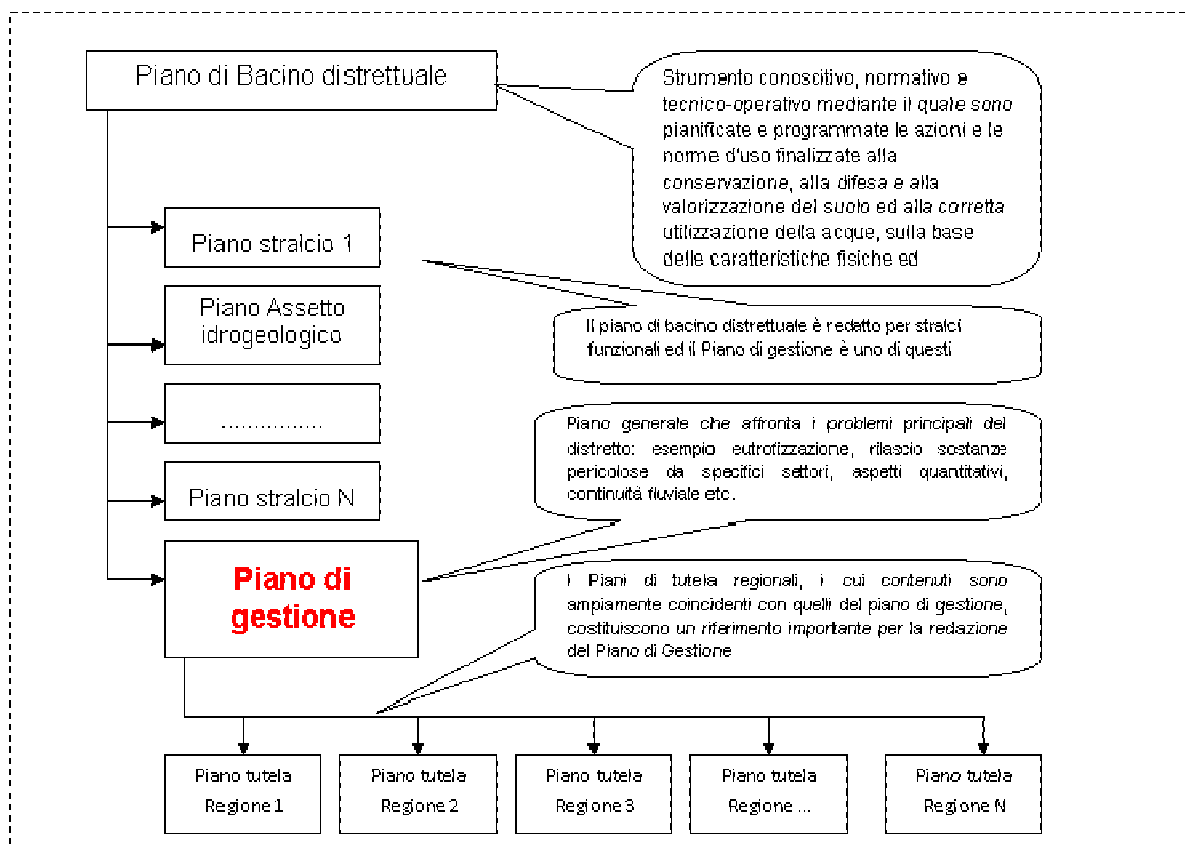 Piano di Bacino distrettuale
Strumento conoscitivo, normativo e
tecnico-operativo mediante il quale sono
pianificate e programmate le azioni e le
norme d'uso finalizzate alla
conservazione, alla difesa e alla
valorizzazione del suolo ed alla corretta
utilizzazione della acque, sulla base
delle caratteristiche fisiche ed
Piano stralcio 1
Piano Assetto
idrogeologico
Il piano di bacino distrettuale è redatto per stralci
funzionali ed il Piano di gestione è uno di questi
................
Piano generale che affronta i problemi principali del
distretto: esempio eutrofizzazione, rilascio sostanze
pericolose da specifici settori, aspetti quantitativi,
continuità fluviale etc.
Piano stralcio N
Piano di
gestione
I Piani di tutela regionali, i cui contenuti sono
ampiamente coincidenti con quelli del piano di gestione,
costituiscono un riferimento importante per la redazione
del Piano di Gestione
Piano tutela
Regione 1
Piano tutela
Regione 2
Piano tutela
Regione 3
Piano tutela
Regione ...
Piano tutela
Regione N